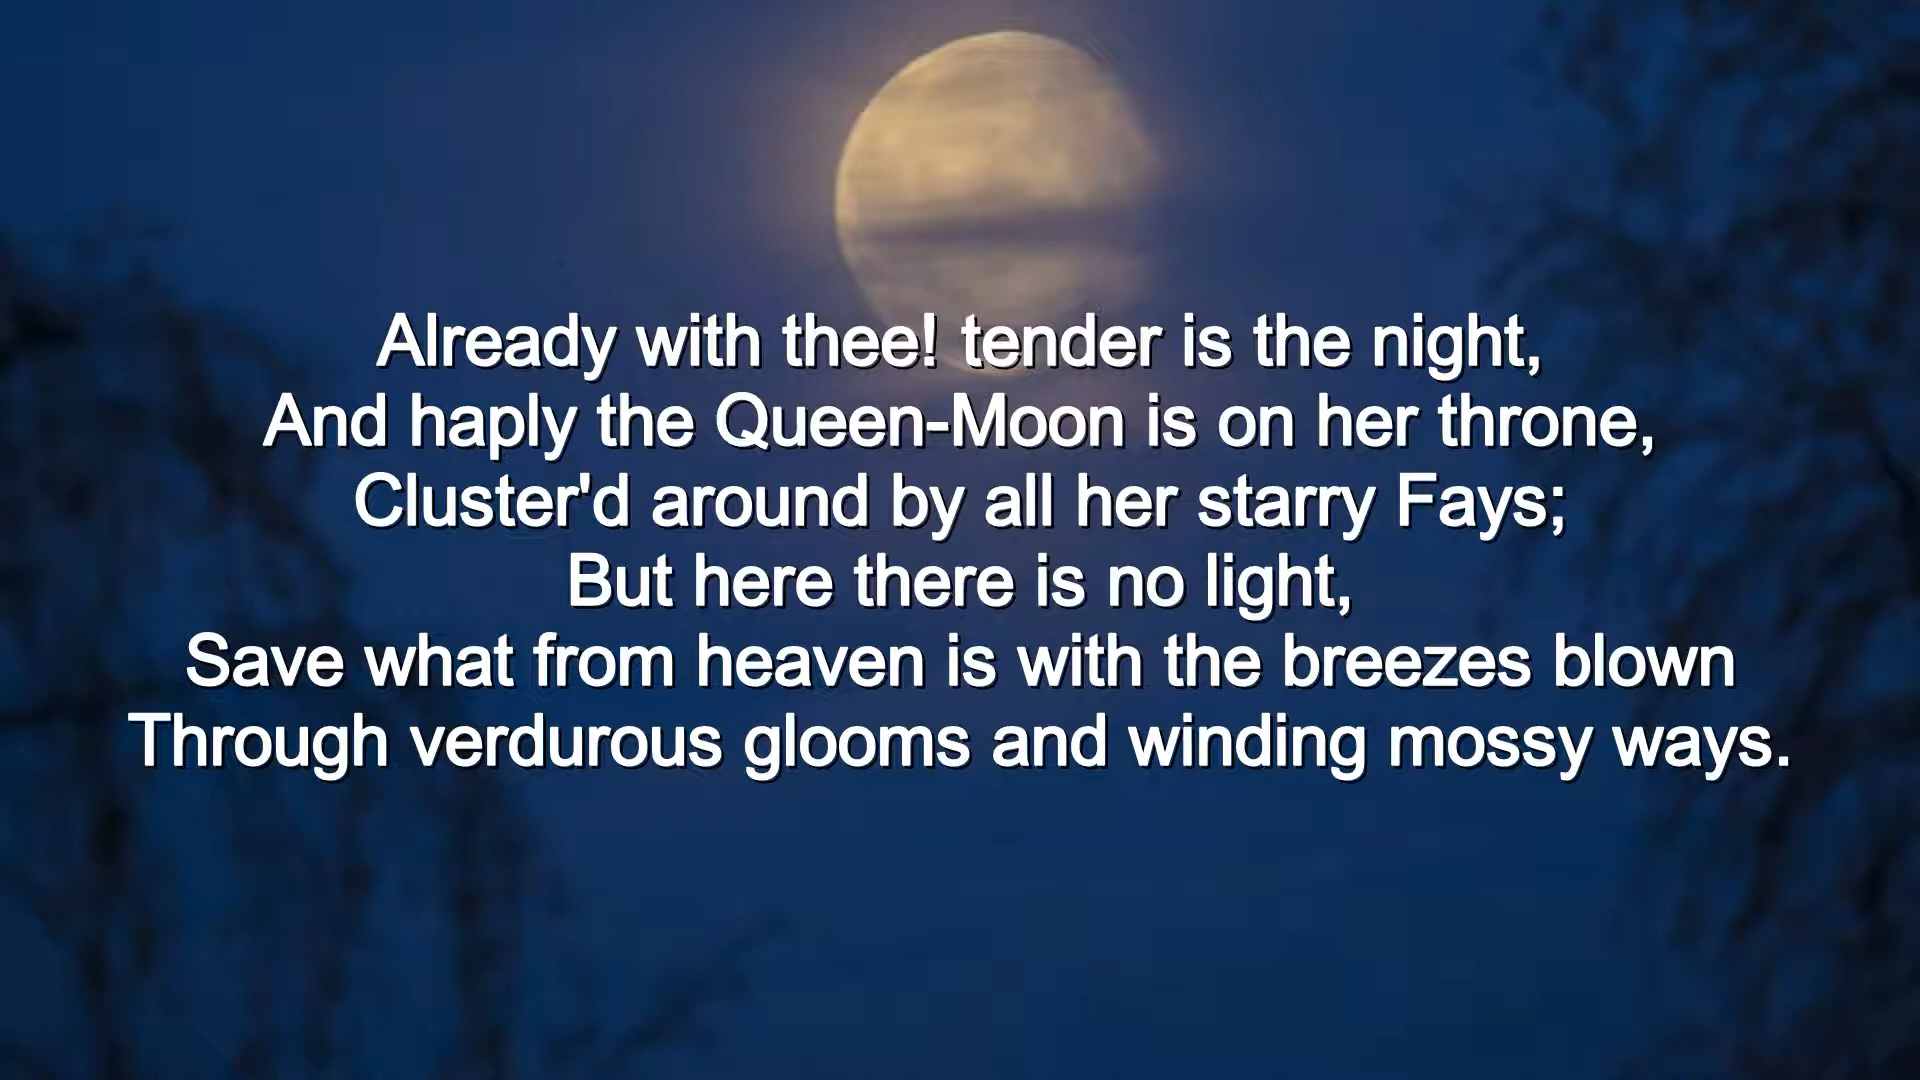 Already with thee! tender is the night,
And haply the Queen-Moon is on her throne,
Cluster'd around by all her starry Fays;
But here there is no light,
Save what from heaven is with the breezes blown
Through verdurous glooms and winding mossy ways.